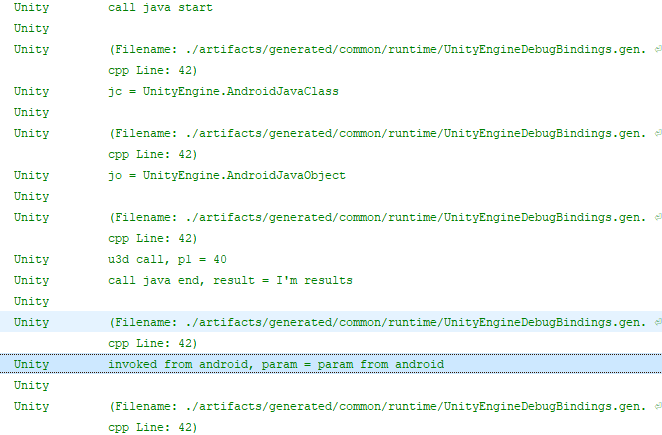 Unity call java start
Unity
Unity (Filename: ./artifacts/generated/common/runtime/UnityEngineDebugBindings.gen.
cpp Line: 42)
Unity jc = UnityEngine.AndroidJavaClass
Unity
Unity (Filename: ./artifacts/generated/common/runtime/UnityEngineDebugBindings.gen.
cpp Line: 42)
Unity jo = UnityEngine.AndroidJavaObject
Unity
Unity (Filename: ./artifacts/generated/common/runtime/UnityEngineDebugBindings.gen.
cpp Line: 42)
Unity u3d call, p1 = 40
Unity call java end, result = I'm results
Unity
Unity (Filename: ./artifacts/generated/common/runtime/UnityEngineDebugBindings.gen.
cpp Line: 42)
Unity invoked from android, param = param from android
Unity
Unity (Filename: ./artifacts/generated/common/runtime/UnityEngineDebugBindings.gen.
cpp Line: 42)